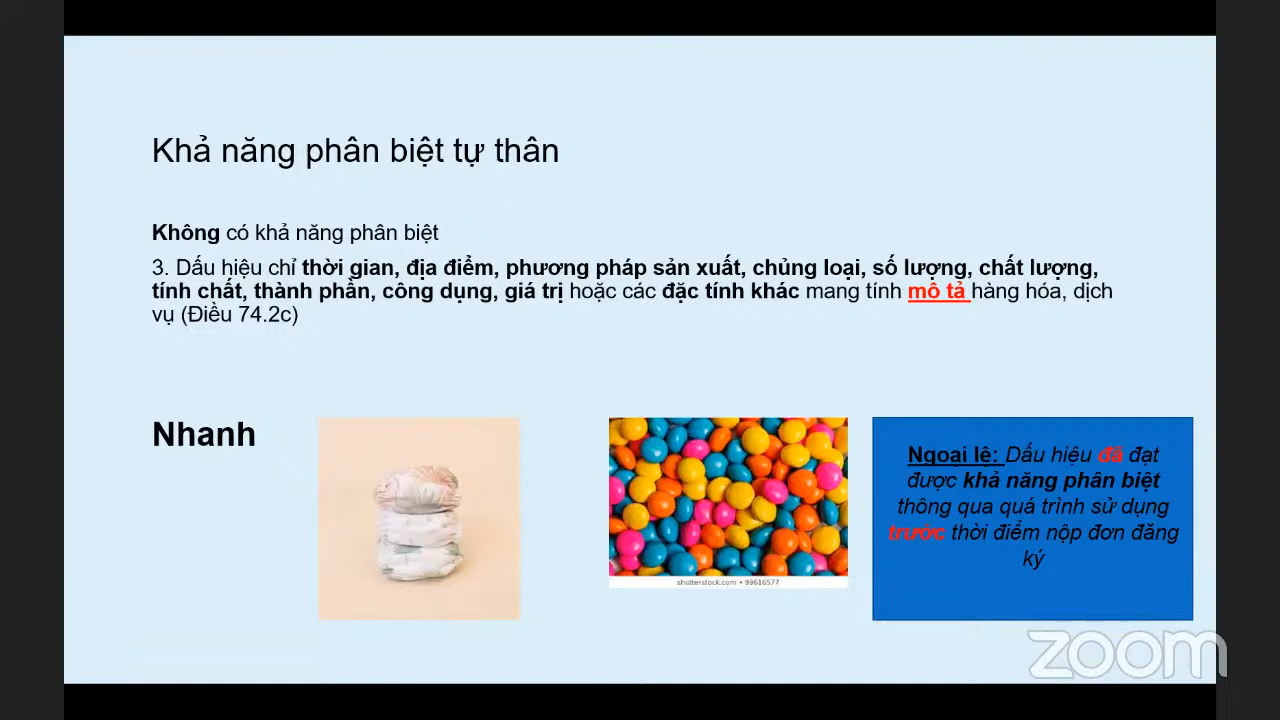 Khả năng phân biệt tự thân
Không có khả năng phân biệt
3. Dấu hiệu chỉ thời gian, địa điểm, phương pháp sản xuất, chủng loại, số lượng, chất lượng,
tính chất, thành phần, công dụng, giá trị hoặc các đặc tính khác mang tính mô tả hàng hóa, dịch
vụ (Điều 74.2c)
Nhanh
shutterstock.com • 99616577
Ngoại lệ: Dấu hiệu đã đạt
được khả năng phân biệt
thông qua quá trình sử dụng
trước thời điểm nộp đơn đăng
ký
zoom